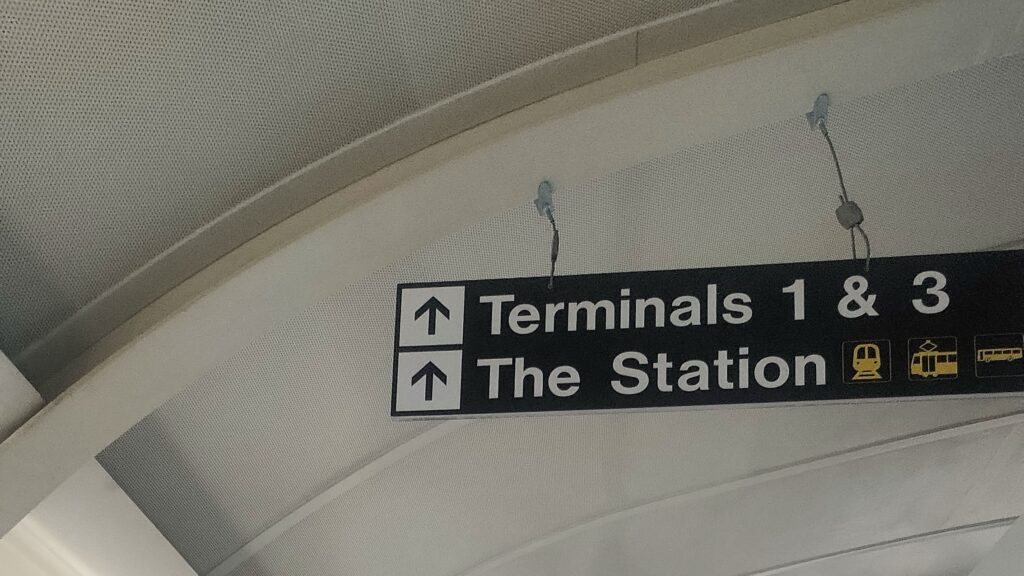 Terminals 1 & 3
The Station